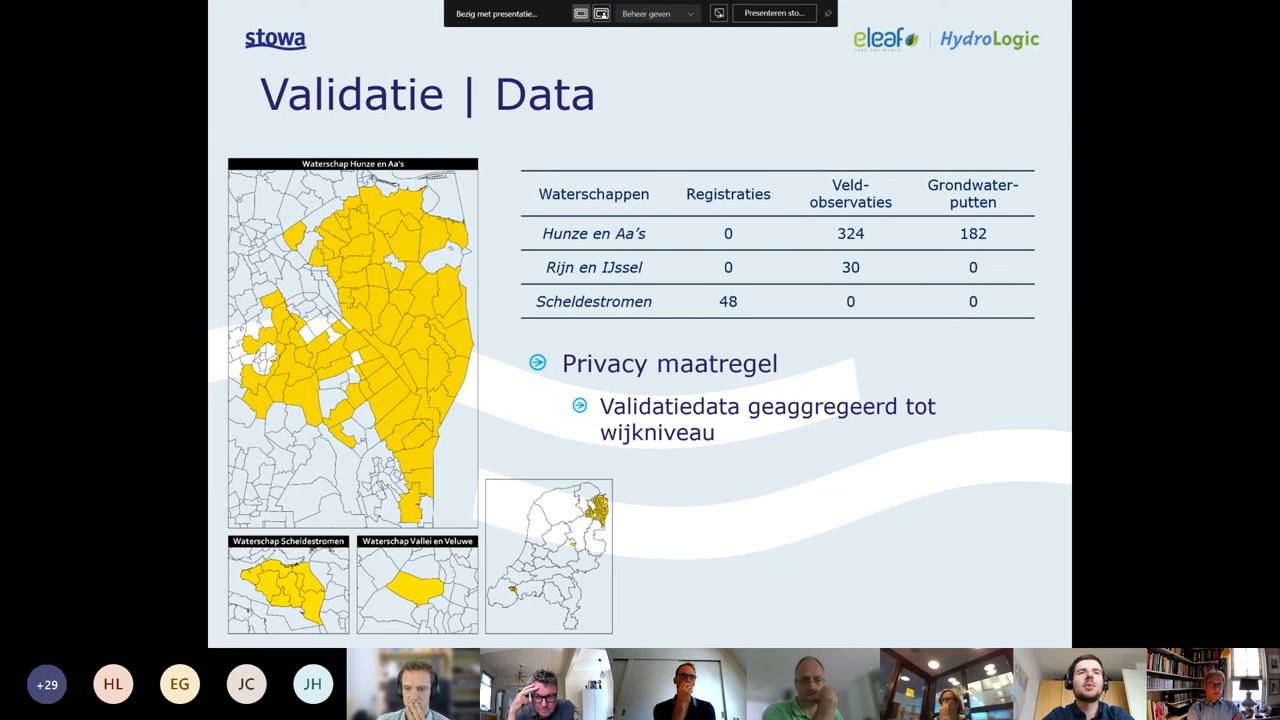 Bezig met presentatie...
Beheer geven
Presenteren sto...
stowa
eleaf
HydroLogic
Validatie | Data
Waterschap Hunze en Aa's
Waterschappen Registraties Veld-observaties Grondwater-putten
Hunze en Aa's 0 324 182
Rijn en IJssel 0 30 0
Scheldestromen 48 0 0
Privacy maatregel
Validatiedata geaggregeerd tot
wijkniveau
Waterschap Scheldestromen
Waterschap Vallei en Veluwe
+29
HL
EG
JC
JH